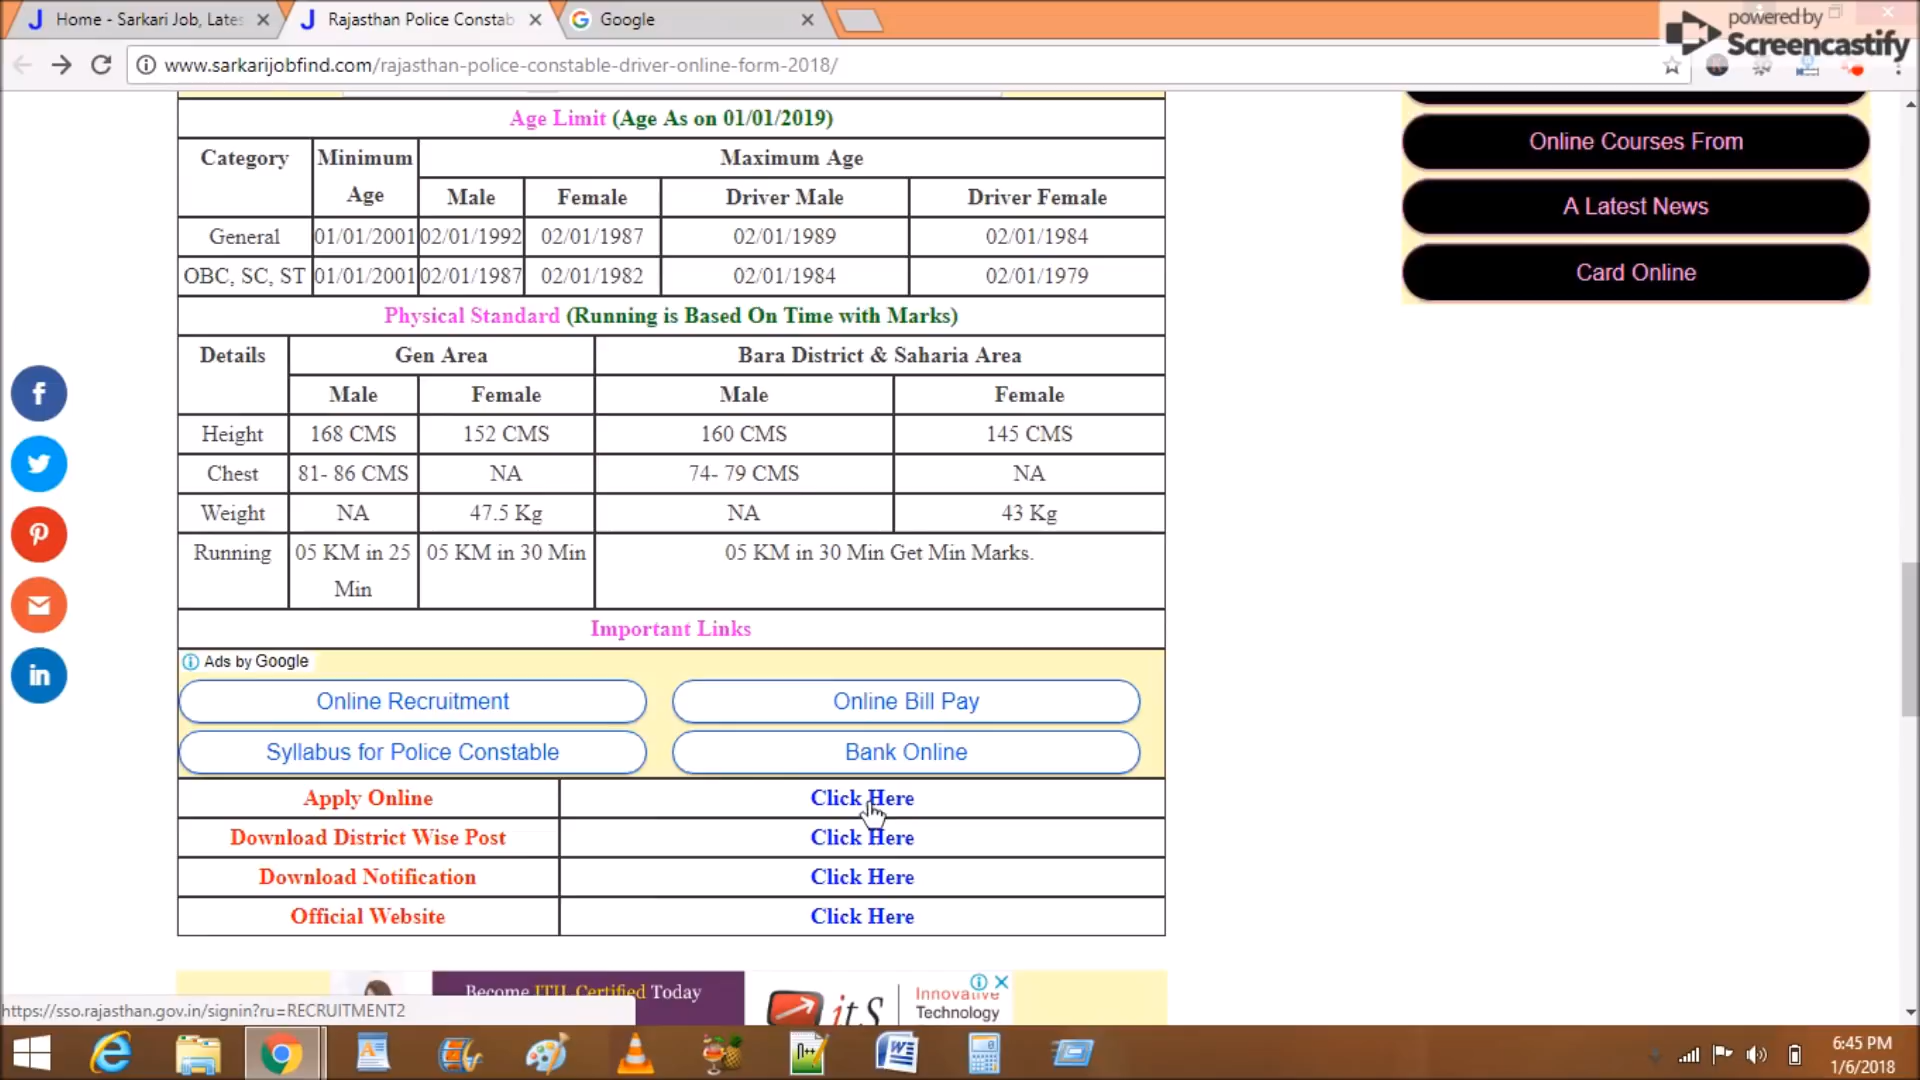 Home - Sarkari Job, Lates
Rajasthan Police Constab
Google
powered by
Screencastify
www.sarkarijobfind.com/rajasthan-police-constable-driver-online-form-2018/
Age Limit (Age As on 01/01/2019)
Category Minimum Age Maximum Age
Male Female Driver Male Driver Female
General 01/01/2001 02/01/1992 02/01/1987 02/01/1989 02/01/1984
OBC, SC, ST 01/01/2001 02/01/1987 02/01/1982 02/01/1984 02/01/1979
Physical Standard (Running is Based On Time with Marks)
Details Gen Area Bara District & Saharia Area
Male Female Male Female
Height 168 CMS 152 CMS 160 CMS 145 CMS
Chest 81- 86 CMS NA 74- 79 CMS NA
Weight NA 47.5 Kg NA 43 Kg
Running 05 KM in 25 Min 05 KM in 30 Min 05 KM in 30 Min Get Min Marks.
Important Links
Ads by Google
Online Recruitment Online Bill Pay
Syllabus for Police Constable Bank Online
Apply Online Click Here
Download District Wise Post Click Here
Download Notification Click Here
Official Website Click Here
Online Courses From
A Latest News
Card Online
Become ITIL Certified Today
itS
Innovative
Technology
https://sso.rajasthan.gov.in/signin?ru=RECRUITMENT2
6:45 PM
1/6/2018